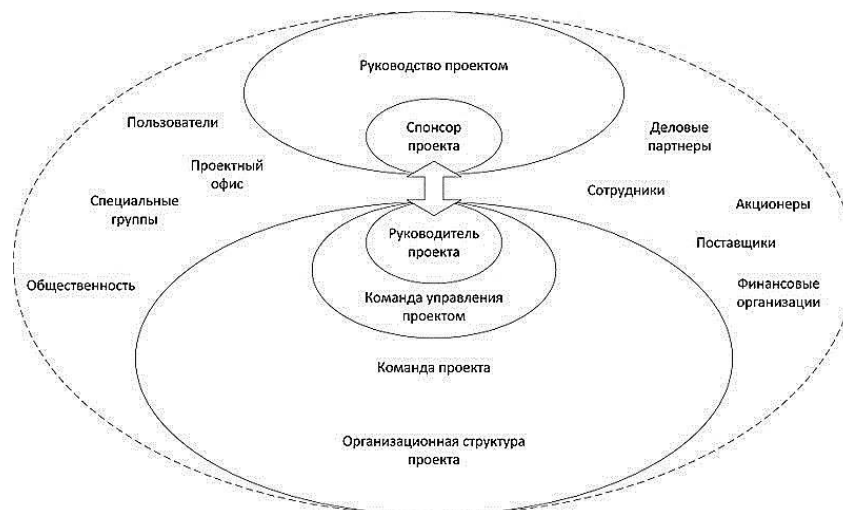 Руководство проектом
Спонсор
проекта
Пользователи
Проектный
офис
Специальные
группы
Общественность
Деловые
партнеры
Сотрудники
Акционеры
Поставщики
Финансовые
организации
Руководитель
проекта
Команда управления
проектом
Команда проекта
Организационная структура
проекта